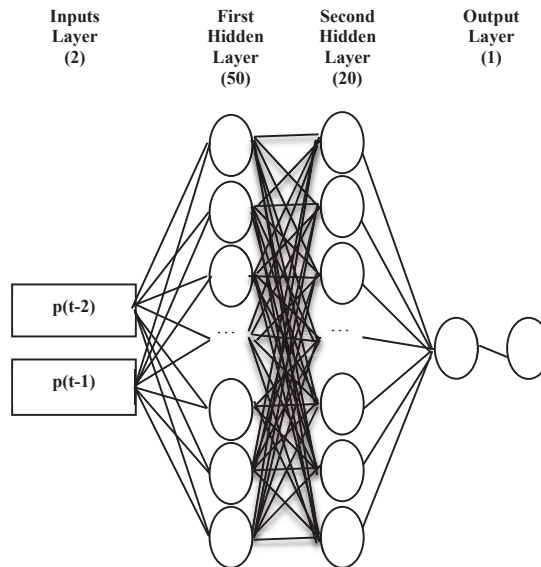 Inputs
Layer
(2)
First
Hidden
Layer
(50)
Second
Hidden
Layer
(20)
Output
Layer
(1)
p(t-2)
p(t-1)
...
...